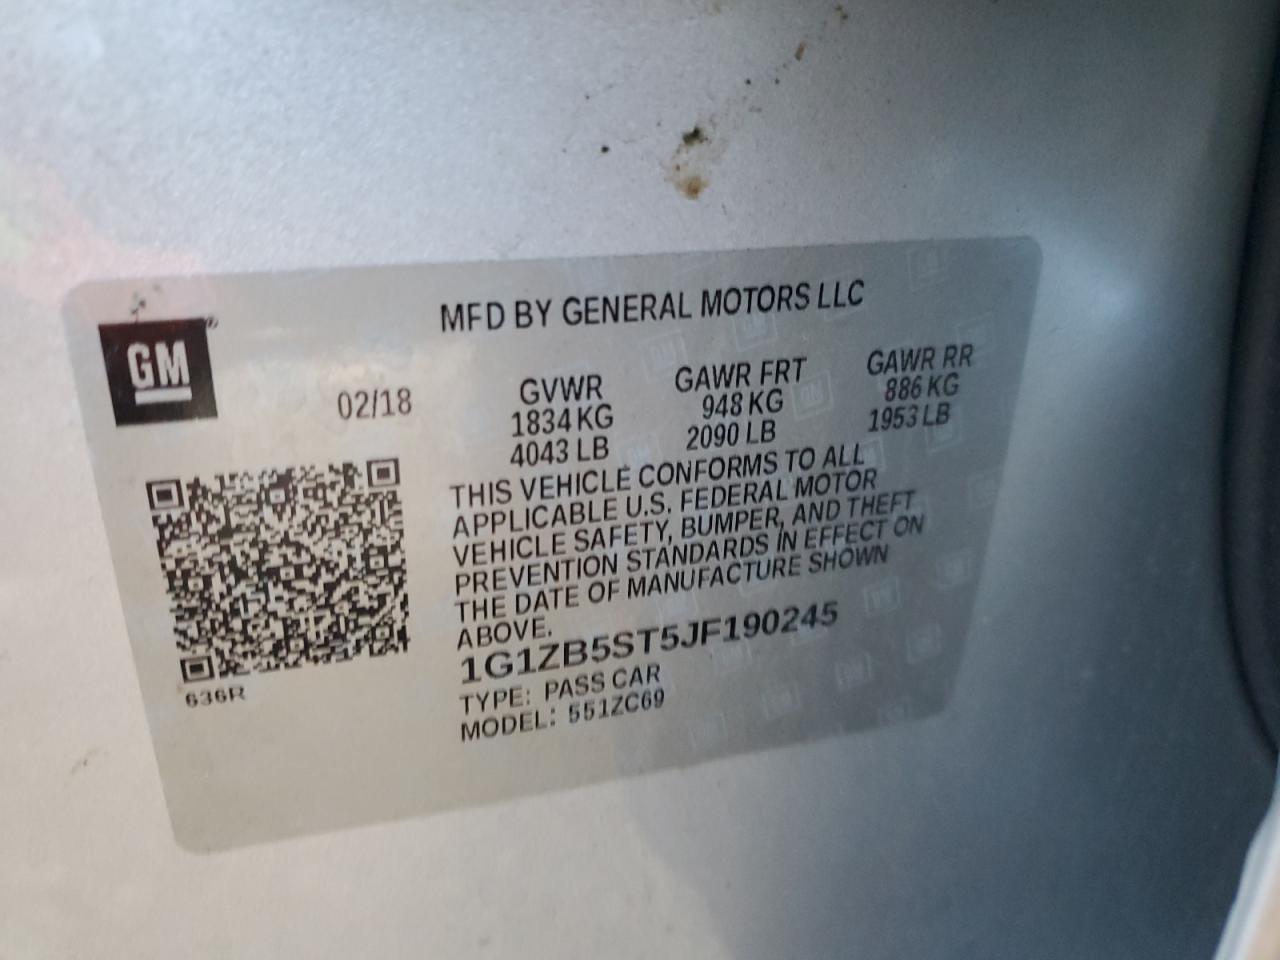 MFD BY GENERAL MOTORS LLC
GM®
02/18
GVWR GAWR FRT GAWR RR
1834 KG 948 KG 886 KG
4043 LB 2090 LB 1953 LB
THIS VEHICLE CONFORMS TO ALL
APPLICABLE U.S. FEDERAL MOTOR
VEHICLE SAFETY, BUMPER, AND THEFT
PREVENTION STANDARDS IN EFFECT ON
THE DATE OF MANUFACTURE SHOWN
ABOVE.
1G1ZB5ST5JF190245
TYPE: PASS CAR
MODEL: 551ZC69
636R